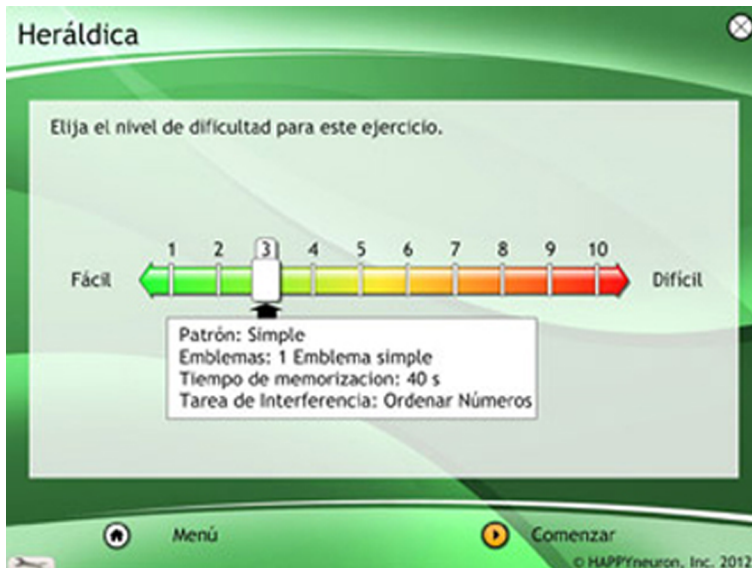 Heráldica
Elija el nivel de dificultad para este ejercicio.
1 2 3 4 5 6 7 8 9 10
Fácil
Difícil
Patrón: Simple
Emblemas: 1 Emblema simple
Tiempo de memorizacion: 40 s
Tarea de Interferencia: Ordenar Números
Menú
Comenzar
© HAPPYneuron, Inc. 2012